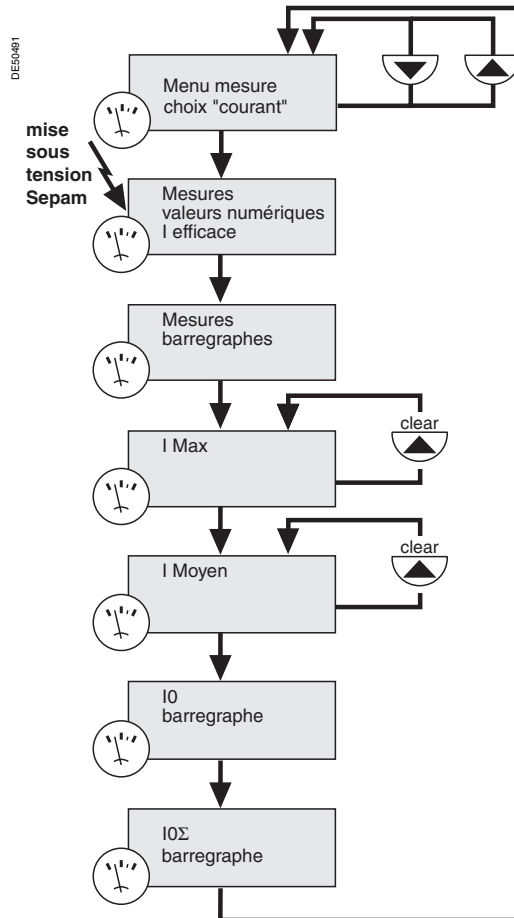 DE50491
Menu mesure
choix "courant"
mise
sous
tension
Sepam
Mesures
valeurs numériques
I efficace
Mesures
barregraphes
clear
I Max
clear
I Moyen
I0
barregraphe
I0Σ
barregraphe